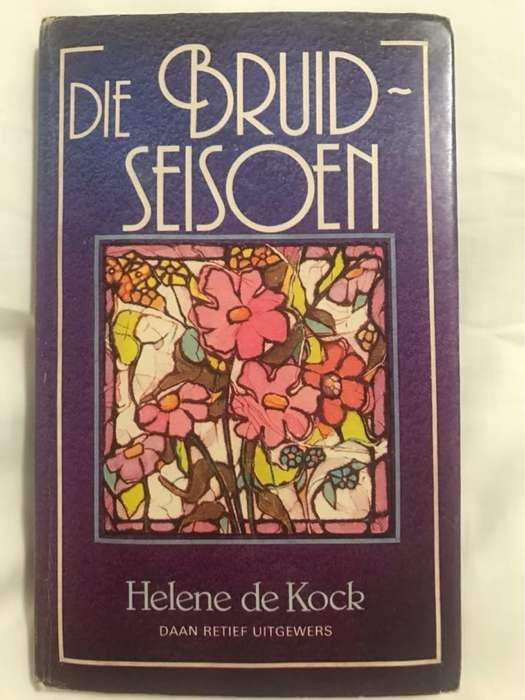 DIE BRUID-
SEISOEN
Helene de Kock
DAAN RETIEF UITGEWERS